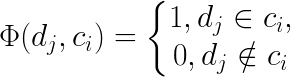 Φ(d_j, c_i) = { 1, d_j ∈ c_i,
0, d_j ∉ c_i